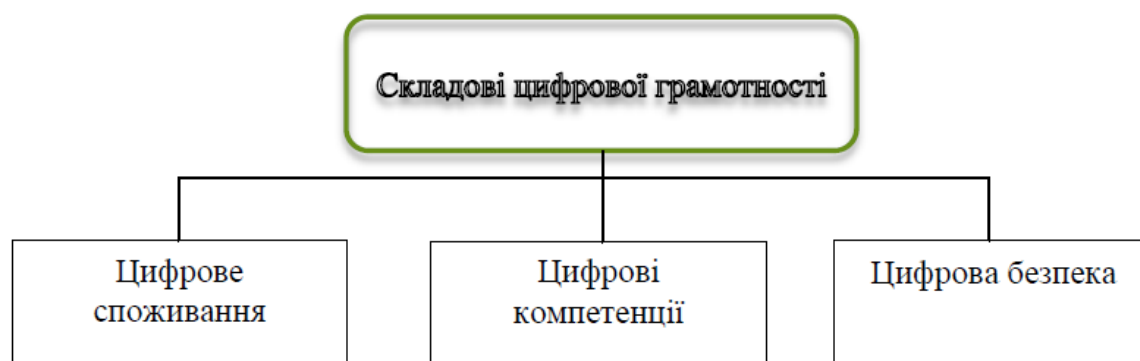 Складові цифрової грамотності
Цифрове
споживання
Цифрові
компетенції
Цифрова безпека